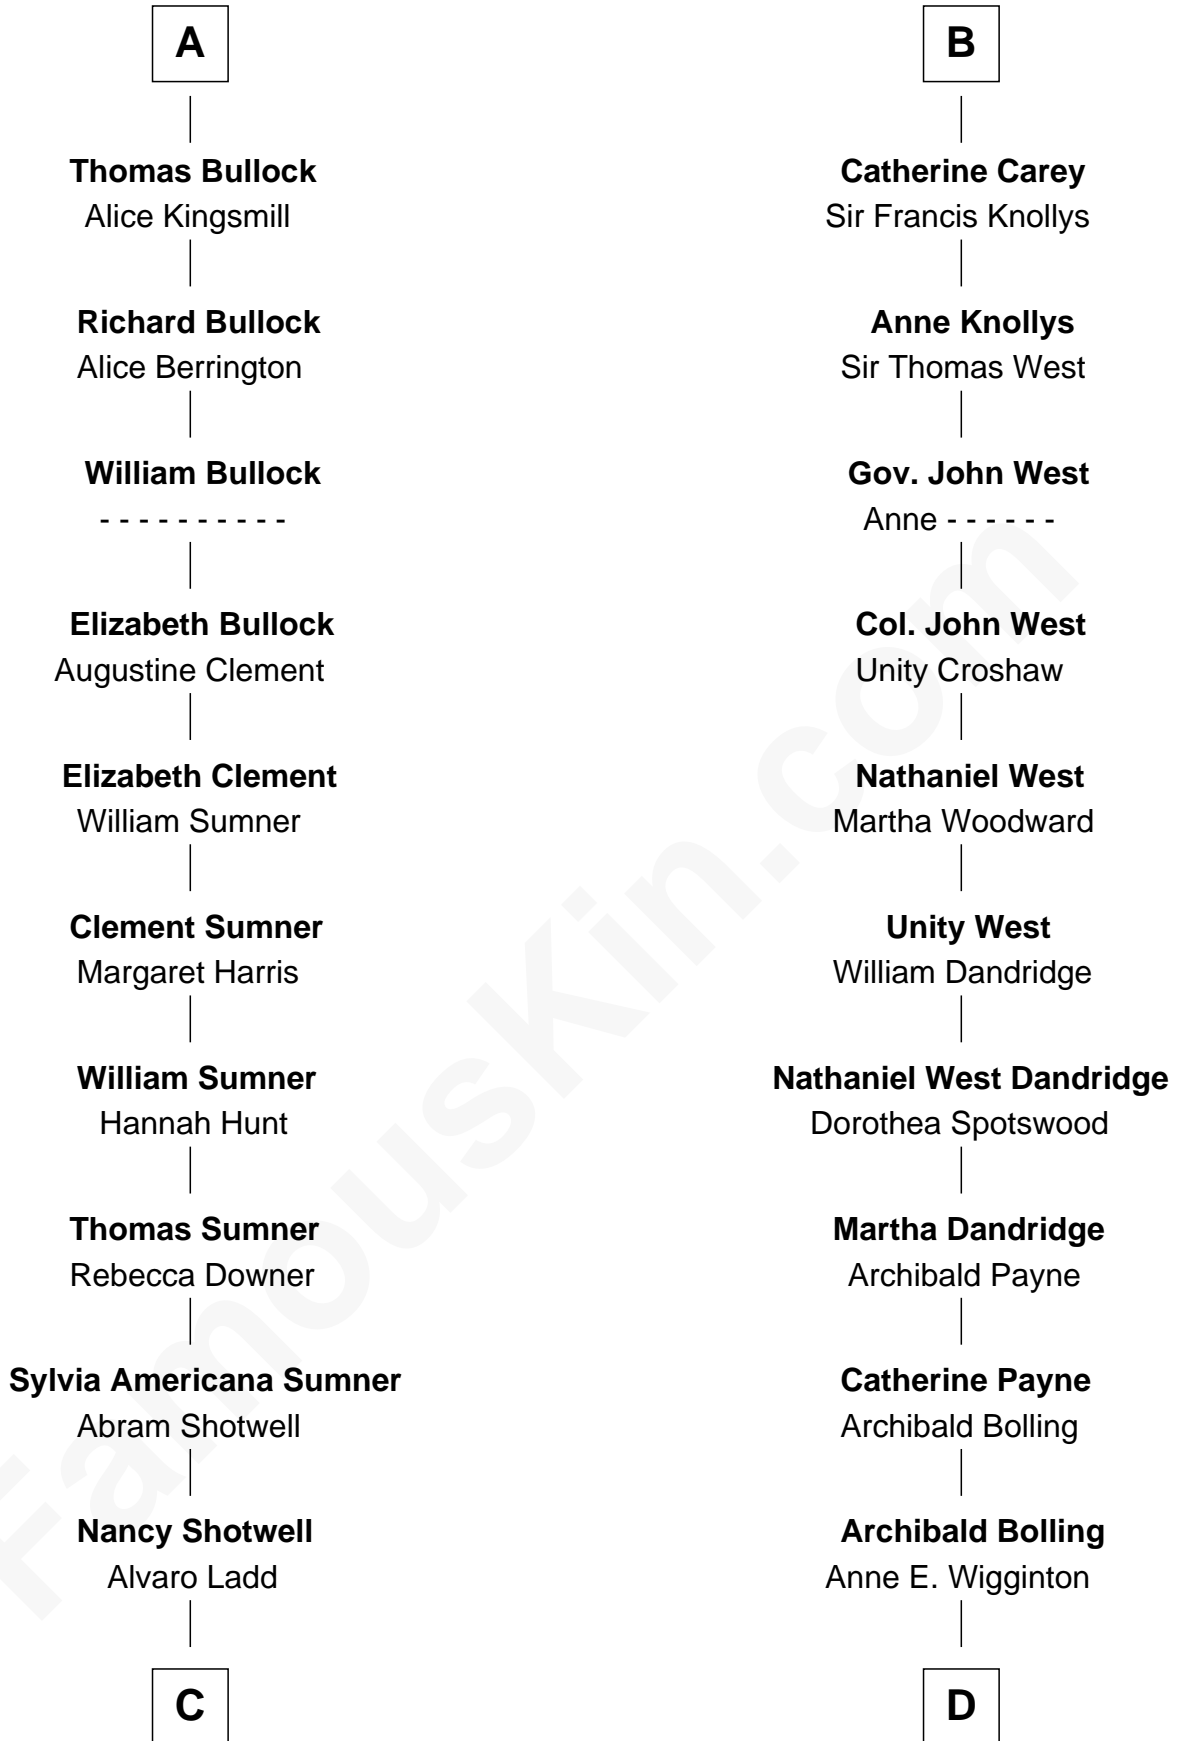 A
Thomas Bullock
Alice Kingsmill
Richard Bullock
Alice Berrington
William Bullock
- - - - - - - - - -
Elizabeth Bullock
Augustine Clement
Elizabeth Clement
William Sumner
Clement Sumner
Margaret Harris
William Sumner
Hannah Hunt
Thomas Sumner
Rebecca Downer
Sylvia Americana Sumner
Abram Shotwell
Nancy Shotwell
Alvaro Ladd
C
B
Catherine Carey
Sir Francis Knollys
Anne Knollys
Sir Thomas West
Gov. John West
Anne - - - - - -
Col. John West
Unity Croshaw
Nathaniel West
Martha Woodward
Unity West
William Dandridge
Nathaniel West Dandridge
Dorothea Spotswood
Martha Dandridge
Archibald Payne
Catherine Payne
Archibald Bolling
Archibald Bolling
Anne E. Wigginton
D
FamousKin.com